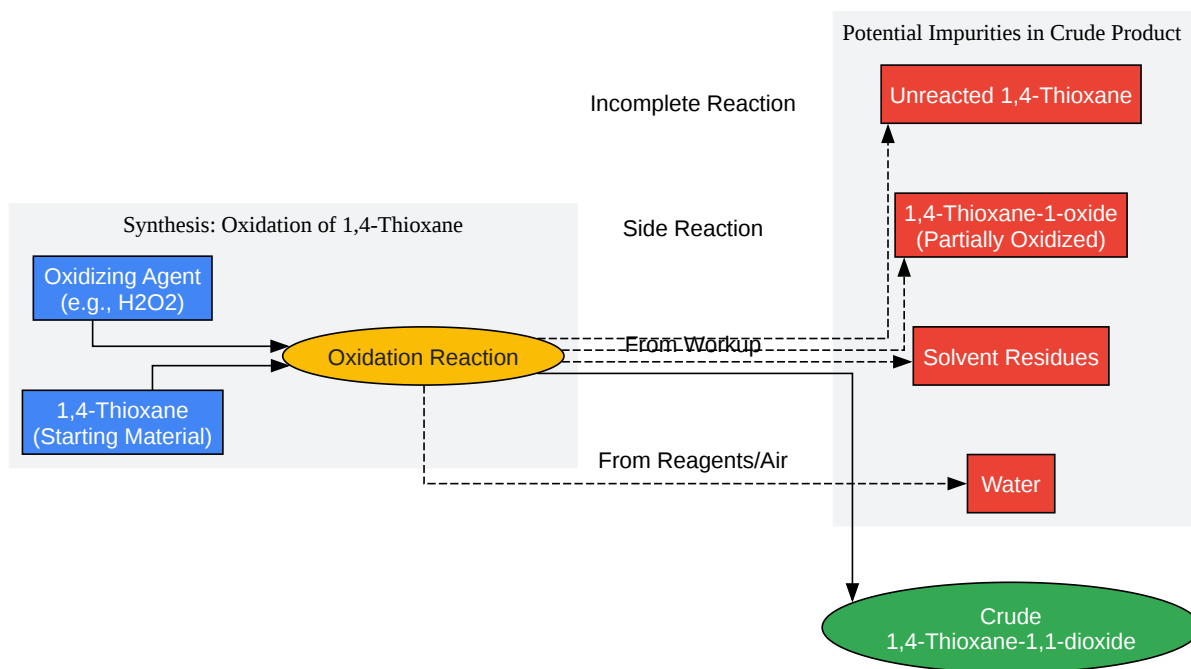 Potential Impurities in Crude Product
Unreacted 1,4-Thioxane
Incomplete Reaction
1,4-Thioxane-1-oxide
(Partially Oxidized)
Synthesis: Oxidation of 1,4-Thioxane
Side Reaction
Oxidizing Agent
(e.g., H2O2)
Oxidation Reaction
From Workup
Solvent Residues
1,4-Thioxane
(Starting Material)
From Reagents/Air
Water
Crude
1,4-Thioxane-1,1-dioxide